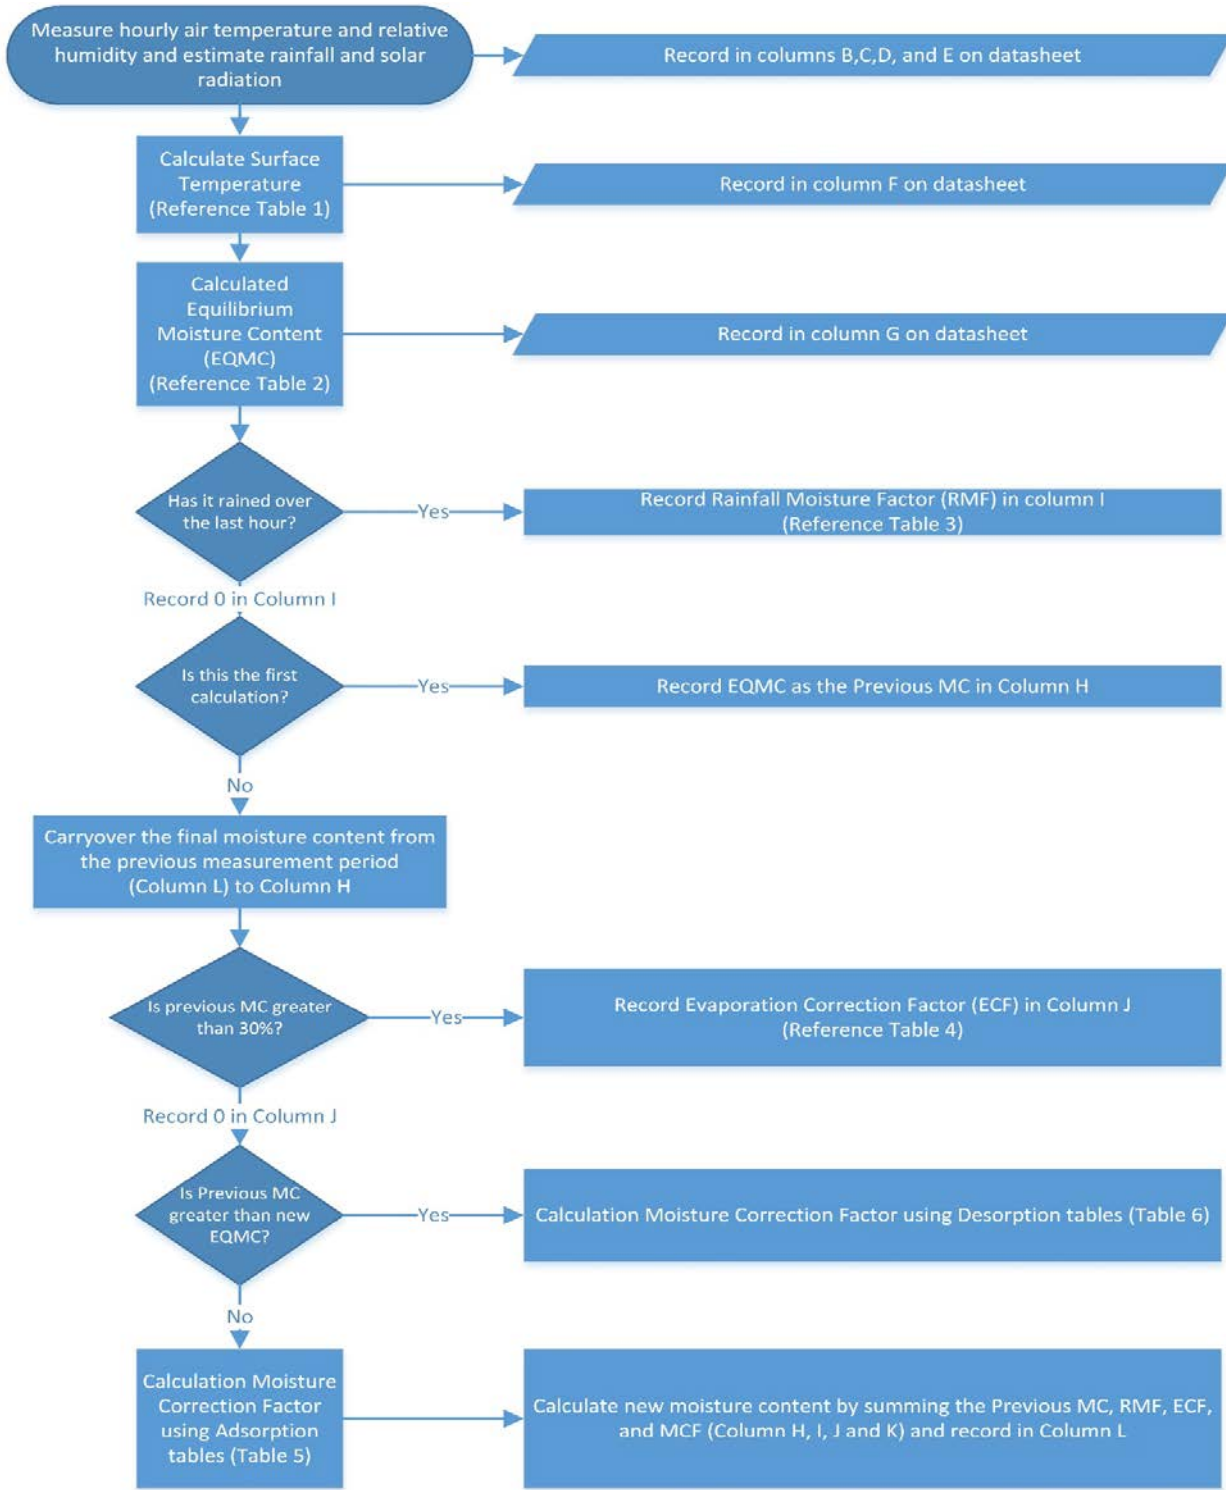 Measure hourly air temperature and relative
humidity and estimate rainfall and solar
radiation
Record in columns B,C,D, and E on datasheet
Calculate Surface
Temperature
(Reference Table 1)
Record in column F on datasheet
Calculated
Equilibrium
Moisture Content
(EQMC)
(Reference Table 2)
Record in column G on datasheet
Has it rained over
the last hour?
Yes
Record Rainfall Moisture Factor (RMF) in column I
(Reference Table 3)
Record 0 in Column I
Is this the first
calculation?
Yes
Record EQMC as the Previous MC in Column H
No
Carryover the final moisture content from
the previous measurement period
(Column L) to Column H
Is previous MC greater
than 30%?
Yes
Record Evaporation Correction Factor (ECF) in Column J
(Reference Table 4)
Record 0 in Column J
Is Previous MC
greater than new
EQMC?
Yes
Calculation Moisture Correction Factor using Desorption tables (Table 6)
No
Calculation Moisture
Correction Factor
using Adsorption
tables (Table 5)
Calculate new moisture content by summing the Previous MC, RMF, ECF,
and MCF (Column H, I, J and K) and record in Column L